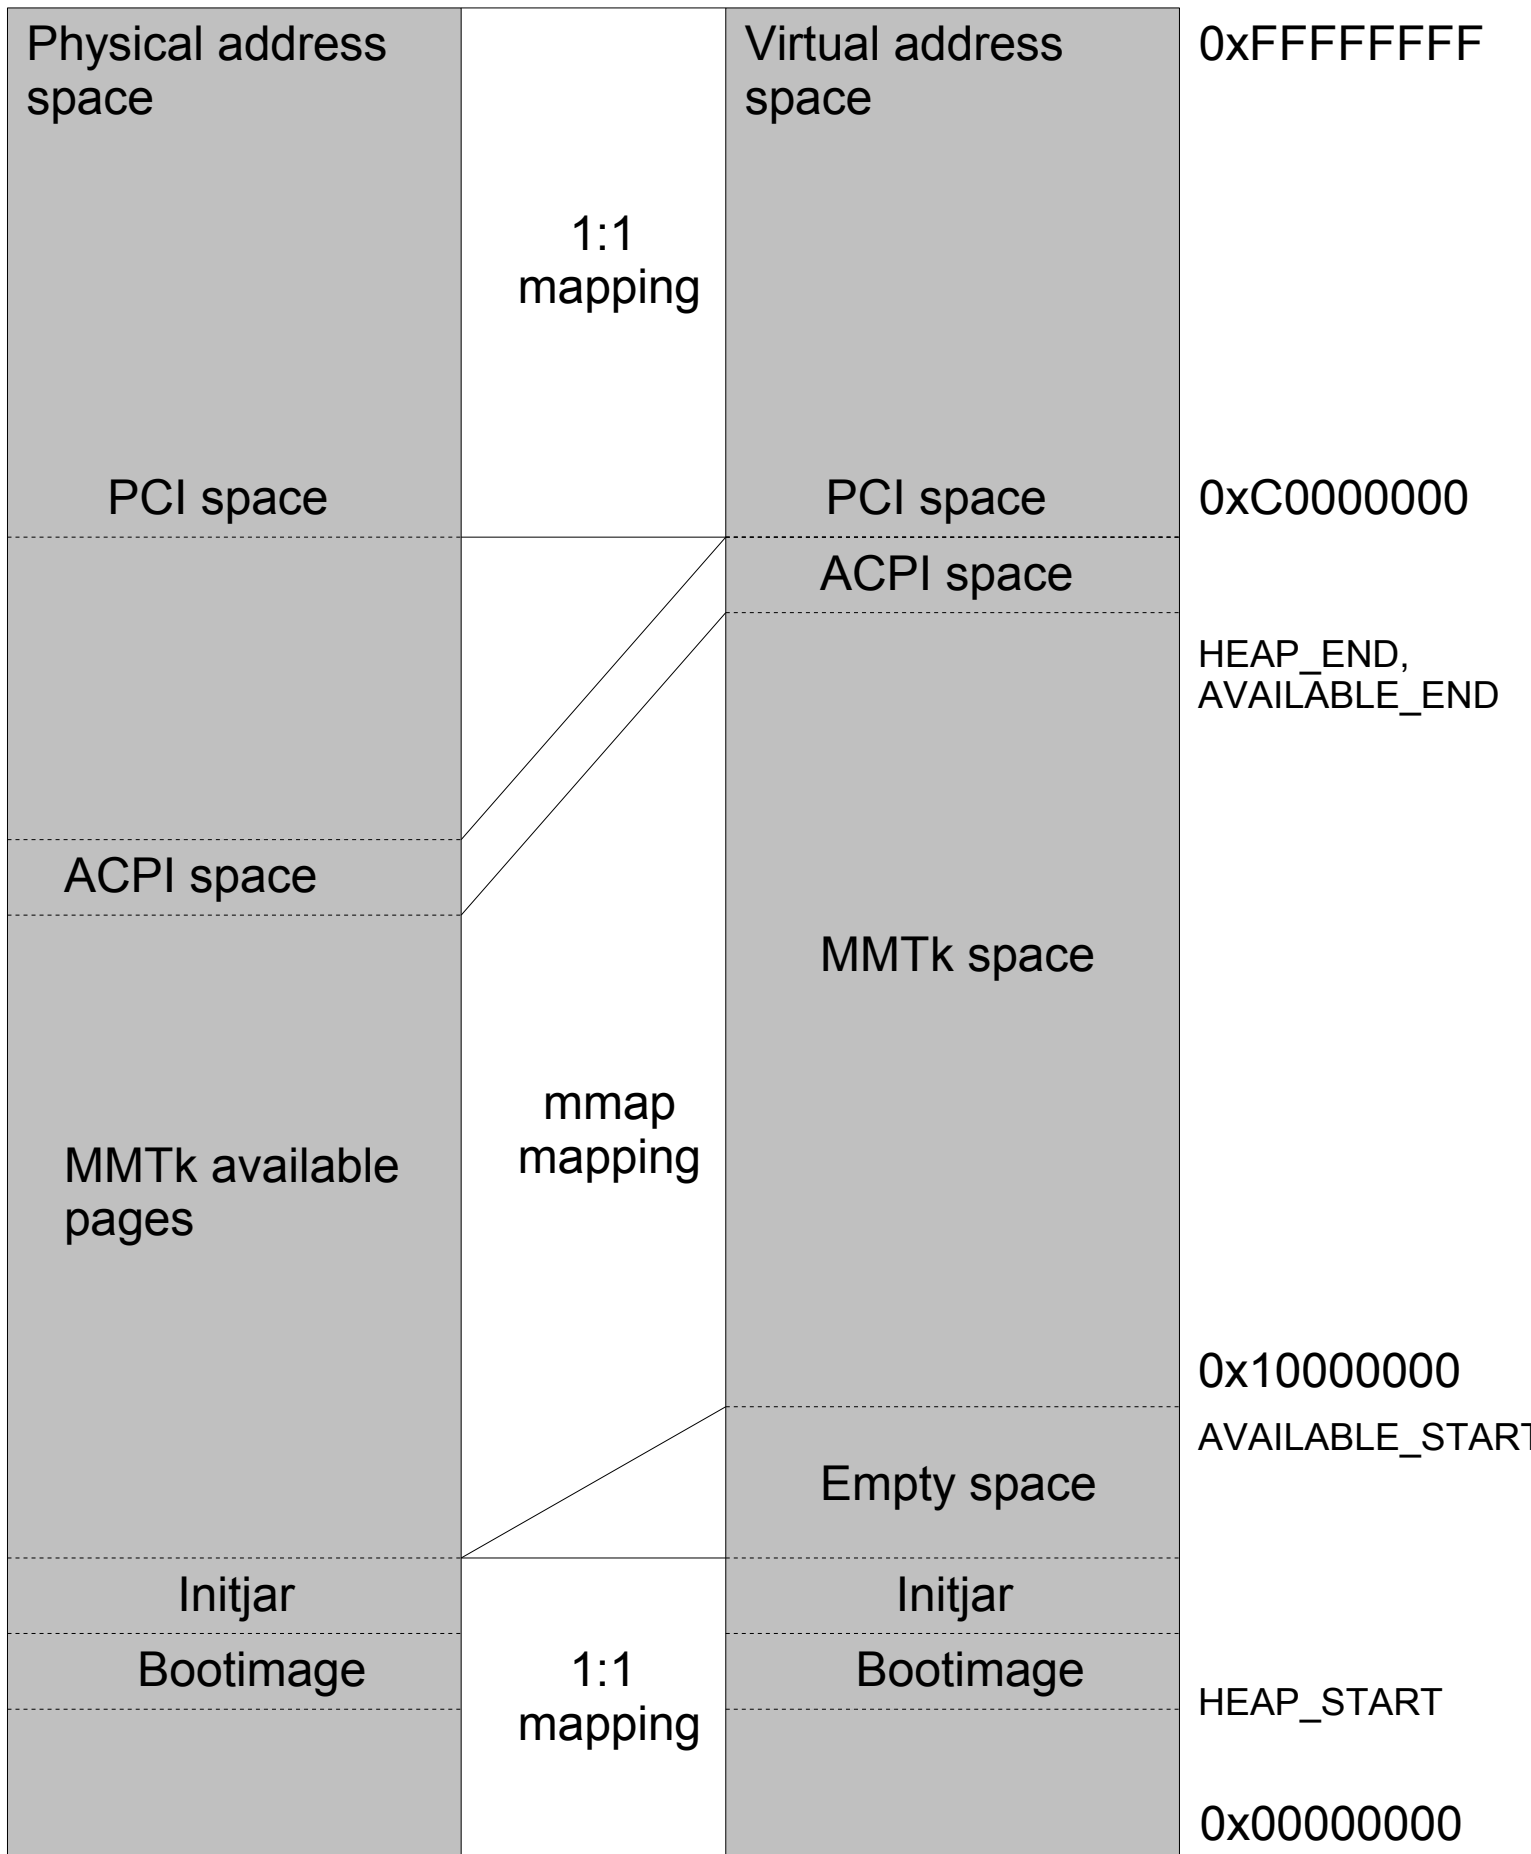 Physical address
space
Virtual address
space
0xFFFFFFFF
1:1
mapping
PCI space
PCI space
0xC0000000
ACPI space
HEAP_END,
AVAILABLE_END
ACPI space
MMTk space
mmap
mapping
MMTk available
pages
0x10000000
AVAILABLE_START
Empty space
Initjar
Initjar
Bootimage
1:1
mapping
Bootimage
HEAP_START
0x00000000